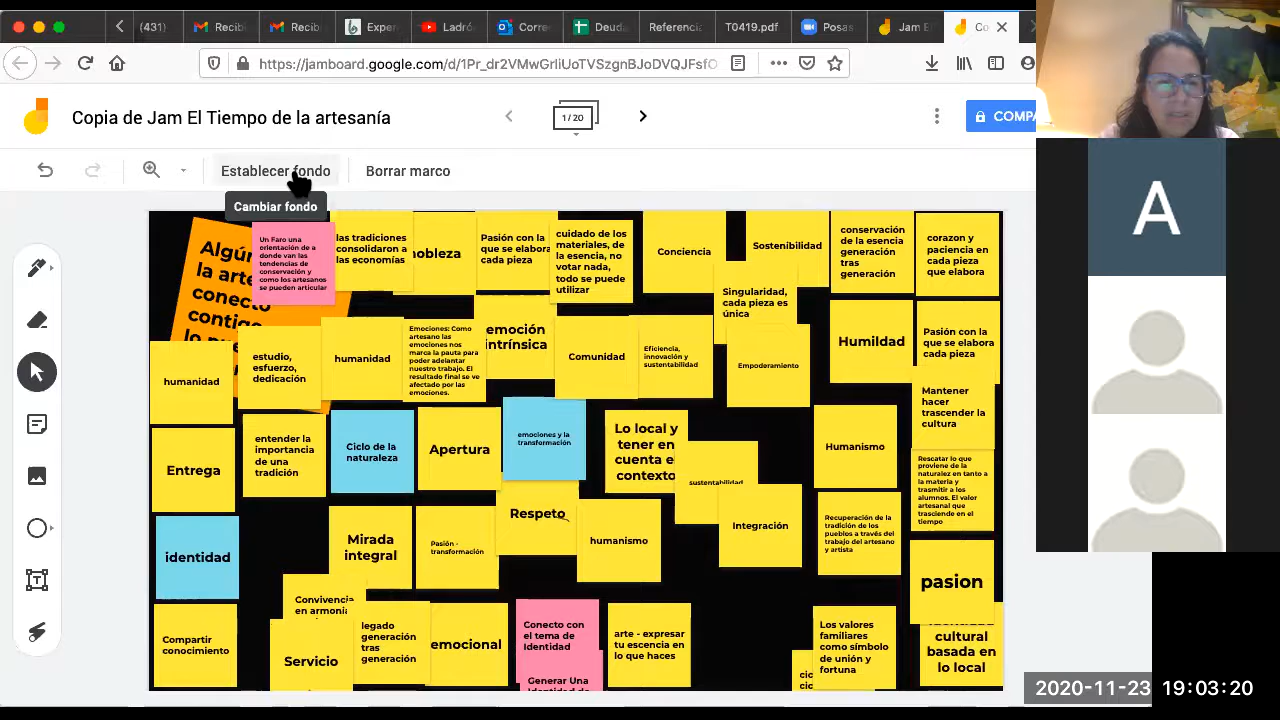 (431)
Recib
Recib
Exper
Ladró
Corre
Deuda
Referencia
T0419.pdf
Posas
Jam E
Co
https://jamboard.google.com/d/1Pr_dr2VMwGrliUoTVSzgnBJoDVQJFsfO
Copia de Jam El Tiempo de la artesanía
1 / 20
COMPA
Establecer fondo
Borrar marco
Cambiar fondo
Algún
la arte
conecto
contigo
lo
Un Faro una
orientación de a
donde van las
tendencias de
conservación y
como los artesanos
se pueden articular
las tradiciones
consolidaron a
las economías
nobleza
Pasión con la
que se elabora
cada pieza
cuidado de los
materiales, de
la esencia, no
votar nada,
todo se puede
utilizar
Conciencia
Sostenibilidad
conservación
de la esencia
generación
tras
generación
corazon y
paciencia en
cada pieza
que elabora
Singularidad,
cada pieza es
única
humanidad
estudio,
esfuerzo,
dedicación
humanidad
Emociones: Como
artesano las
emociones nos
marca la pauta para
poder adelantar
nuestro trabajo. El
resultado final se ve
afectado por las
emociones.
emoción
intrínsica
Comunidad
Eficiencia,
innovación y
sustentabilidad
Empoderamiento
Humildad
Pasión con la
que se elabora
cada pieza
Mantener
hacer
trascender la
cultura
Entrega
entender la
importancia
de una
tradición
Ciclo de la
naturaleza
Apertura
emociones y la
transformación
Lo local y
tener en
cuenta el
contexto
sustentabilidad
Humanismo
Rescatar lo que
proviene de la
naturalez en tanto a
la materia y
trasmitir a los
alumnos. El valor
artesanal que
trasciende en el
tiempo
identidad
Mirada
integral
Pasión -
transformación
Respeto
humanismo
Integración
Recuperación de la
tradición de los
pueblos a través del
trabajo del artesano
y artista
pasion
Compartir
conocimiento
Convivencia
en armonía
Servicio
legado
generación
tras
generación
emocional
Conecto con
el tema de
Identidad
Generar Una
Identidad de
arte - expresar
tu escencia en
lo que haces
cic
cic
Los valores
familiares
como símbolo
de unión y
fortuna
identidad
cultural
basada en
lo local
A
2020-11-23 19:03:20